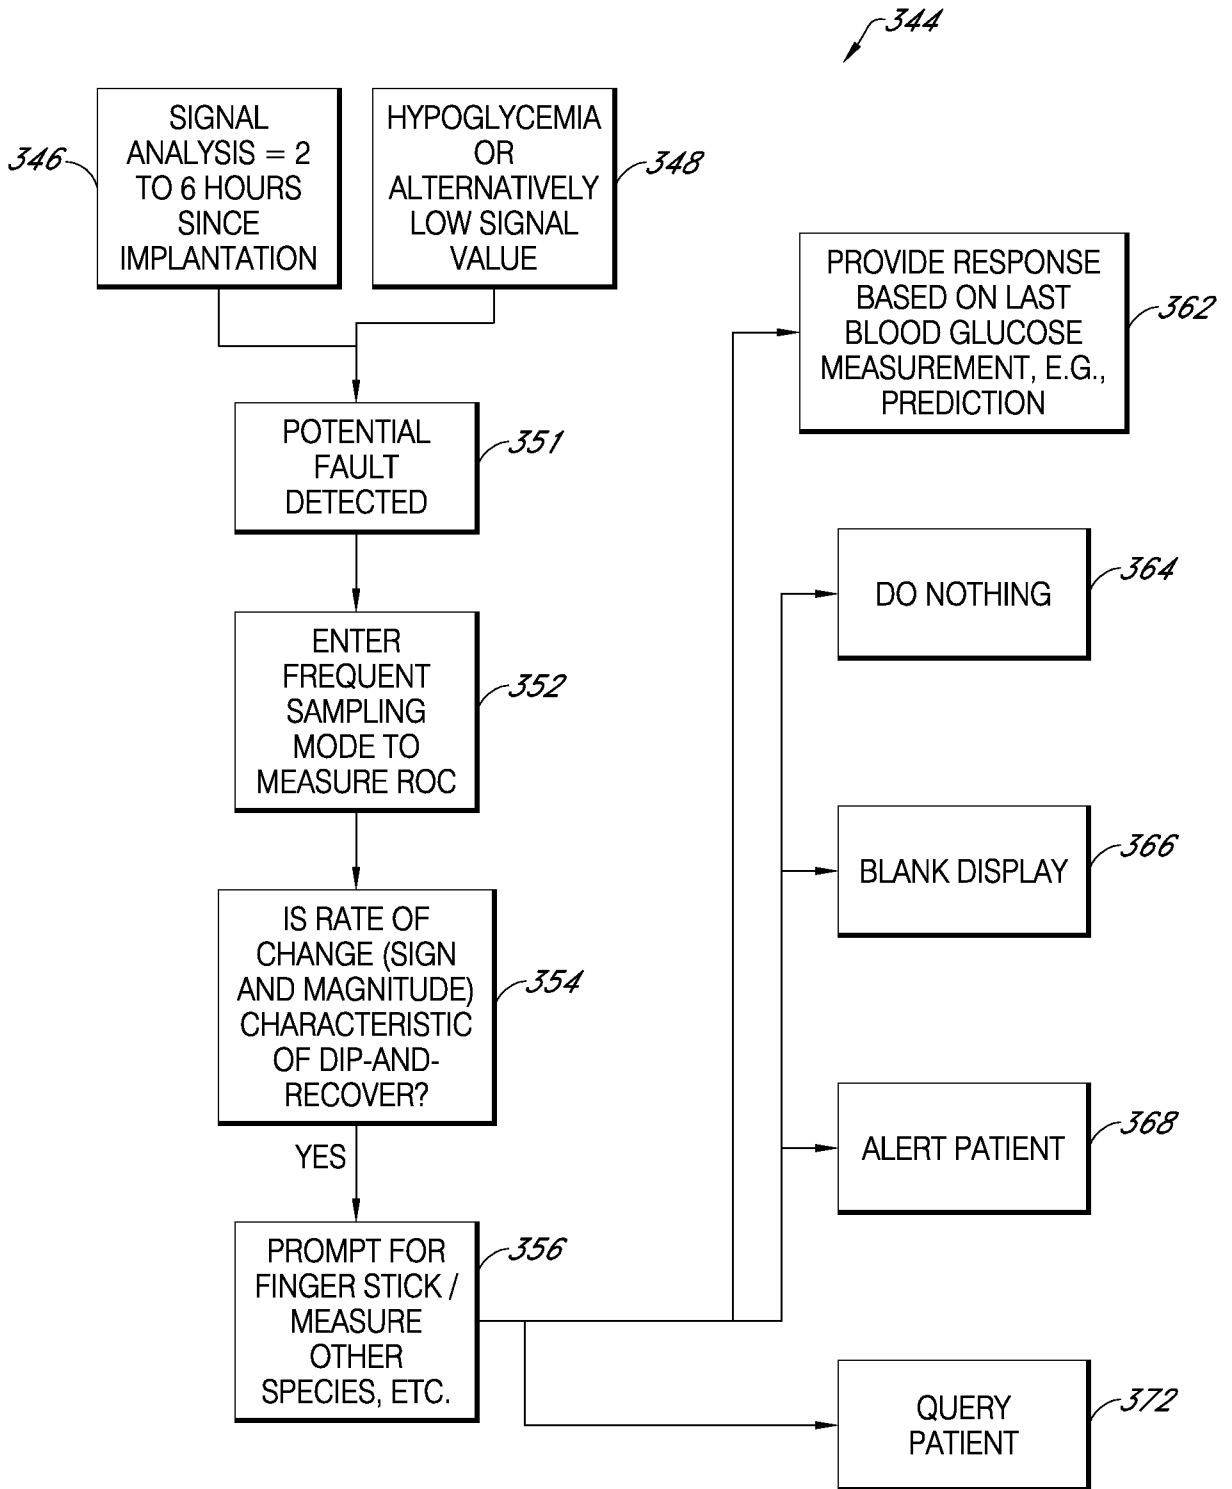 344
346
SIGNAL
ANALYSIS = 2
TO 6 HOURS
SINCE
IMPLANTATION
HYPOGLYCEMIA
OR
ALTERNATIVELY
LOW SIGNAL
VALUE
348
POTENTIAL
FAULT
DETECTED
351
ENTER
FREQUENT
SAMPLING
MODE TO
MEASURE ROC
352
IS RATE OF
CHANGE (SIGN
AND MAGNITUDE)
CHARACTERISTIC
OF DIP-AND-
RECOVER?
354
YES
PROMPT FOR
FINGER STICK /
MEASURE
OTHER
SPECIES, ETC.
356
PROVIDE RESPONSE
BASED ON LAST
BLOOD GLUCOSE
MEASUREMENT, E.G.,
PREDICTION
362
DO NOTHING
364
BLANK DISPLAY
366
ALERT PATIENT
368
QUERY
PATIENT
372